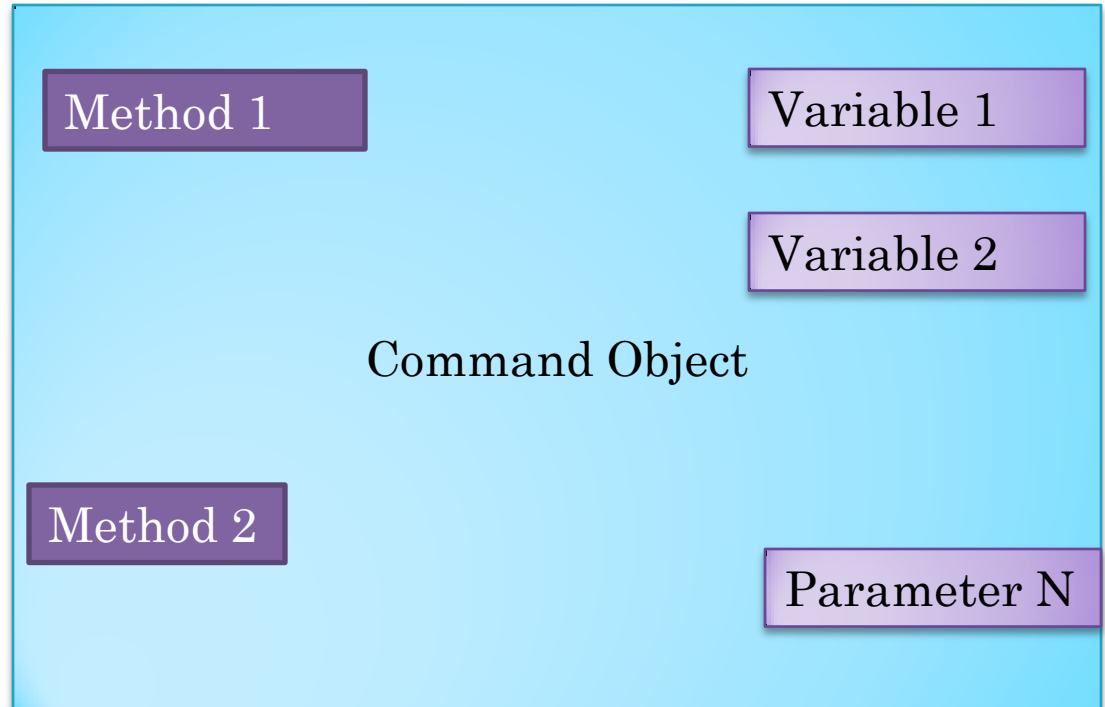 Method 1
Variable 1
Variable 2
Command Object
Method 2
Parameter N